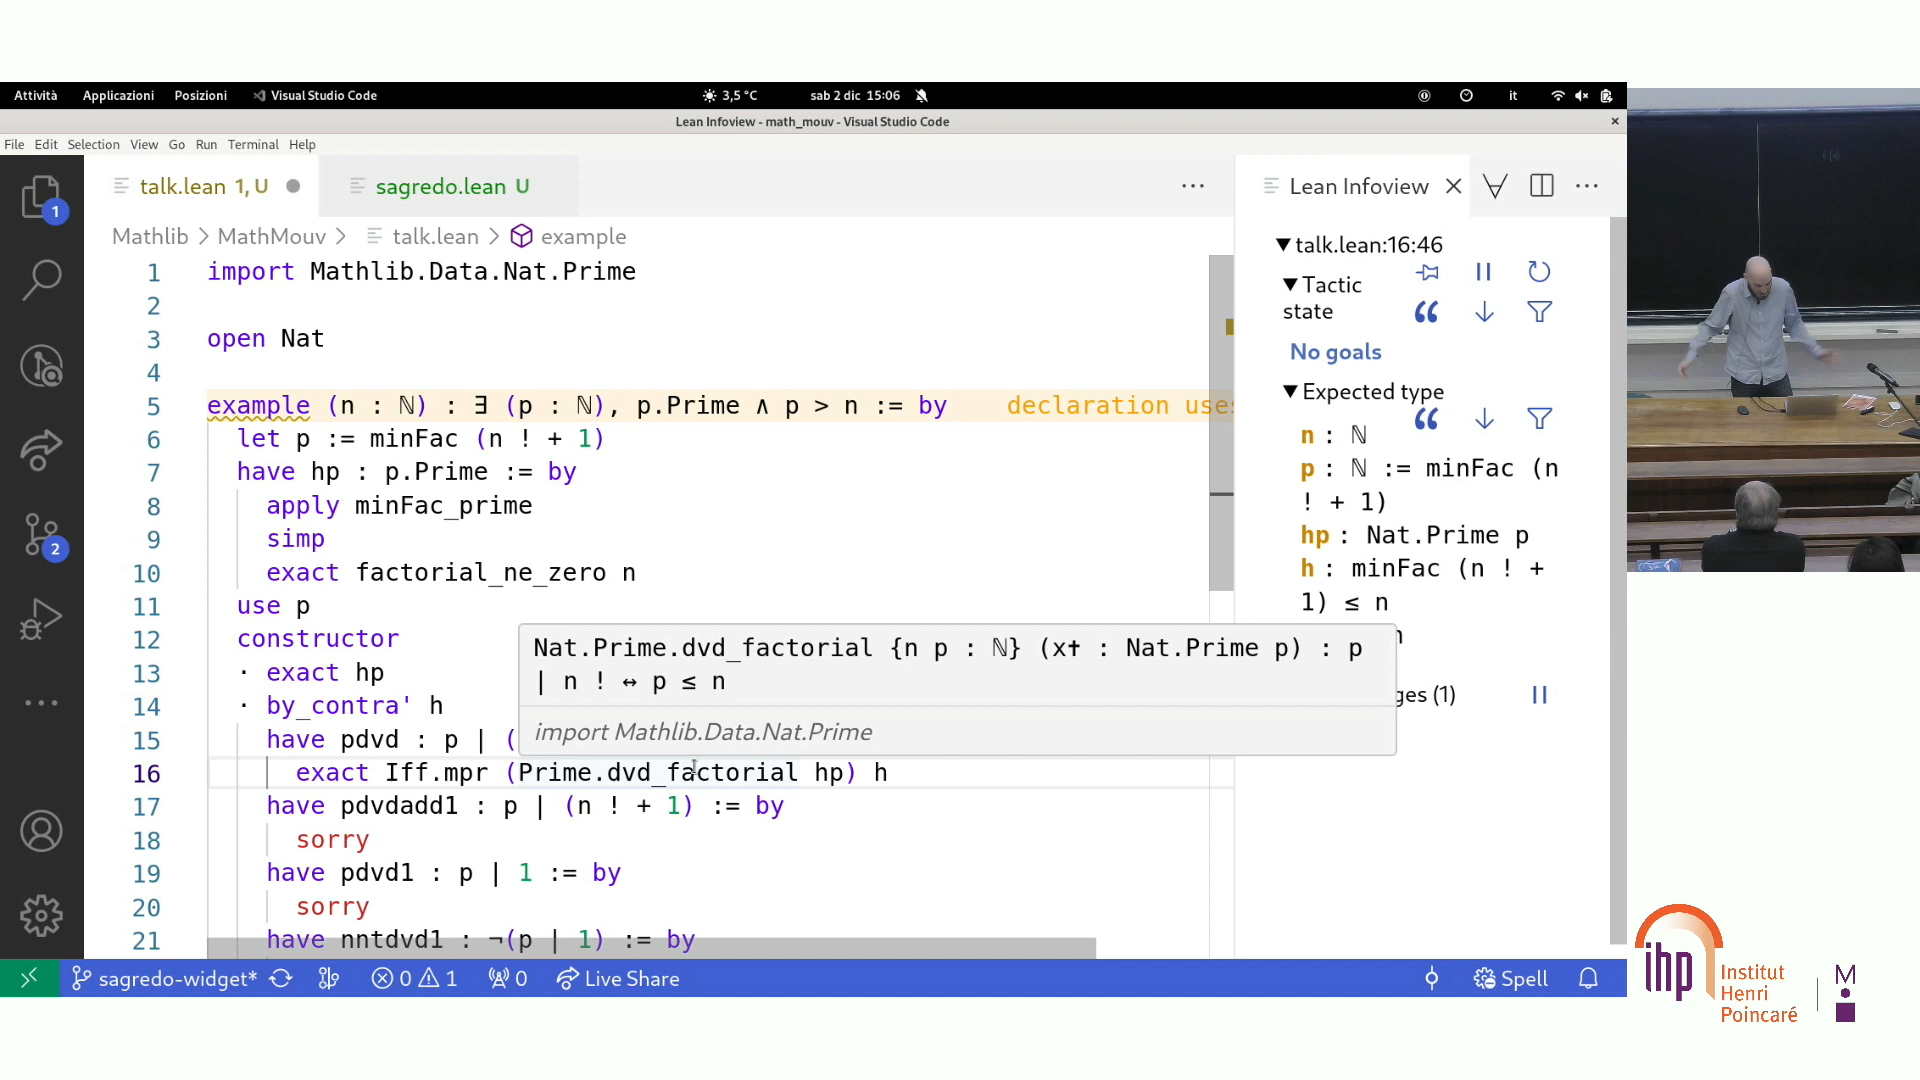 Attività Applicazioni Posizioni Visual Studio Code 3,5 °C sab 2 dic 15:06 it
Lean Infoview - math_mouv - Visual Studio Code
File Edit Selection View Go Run Terminal Help
talk.lean 1, U sagredo.lean U
Mathlib > MathMouv > talk.lean > example
1 import Mathlib.Data.Nat.Prime
2
3 open Nat
4
5 example (n : ℕ) : ∃ (p : ℕ), p.Prime ∧ p > n := by declaration uses
6 let p := minFac (n ! + 1)
7 have hp : p.Prime := by
8 apply minFac_prime
9 simp
10 exact factorial_ne_zero n
11 use p
12 constructor
13 · exact hp
14 · by_contra' h
15 have pdvd : p | (
16 exact Iff.mpr (Prime.dvd_factorial hp) h
17 have pdvdadd1 : p | (n ! + 1) := by
18 sorry
19 have pdvd1 : p | 1 := by
20 sorry
21 have nntdvd1 : ¬(p | 1) := by
Nat.Prime.dvd_factorial {n p : ℕ} (x✝ : Nat.Prime p) : p
| n ! ↔ p ≤ n
import Mathlib.Data.Nat.Prime
Lean Infoview
talk.lean:16:46
Tactic
state
No goals
Expected type
n : ℕ
p : ℕ := minFac (n
! + 1)
hp : Nat.Prime p
h : minFac (n ! +
1) ≤ n
n
ges (1)
1
2
sagredo-widget* 0 1 0 Live Share Spell
ihp
Institut
Henri
Poincaré
M